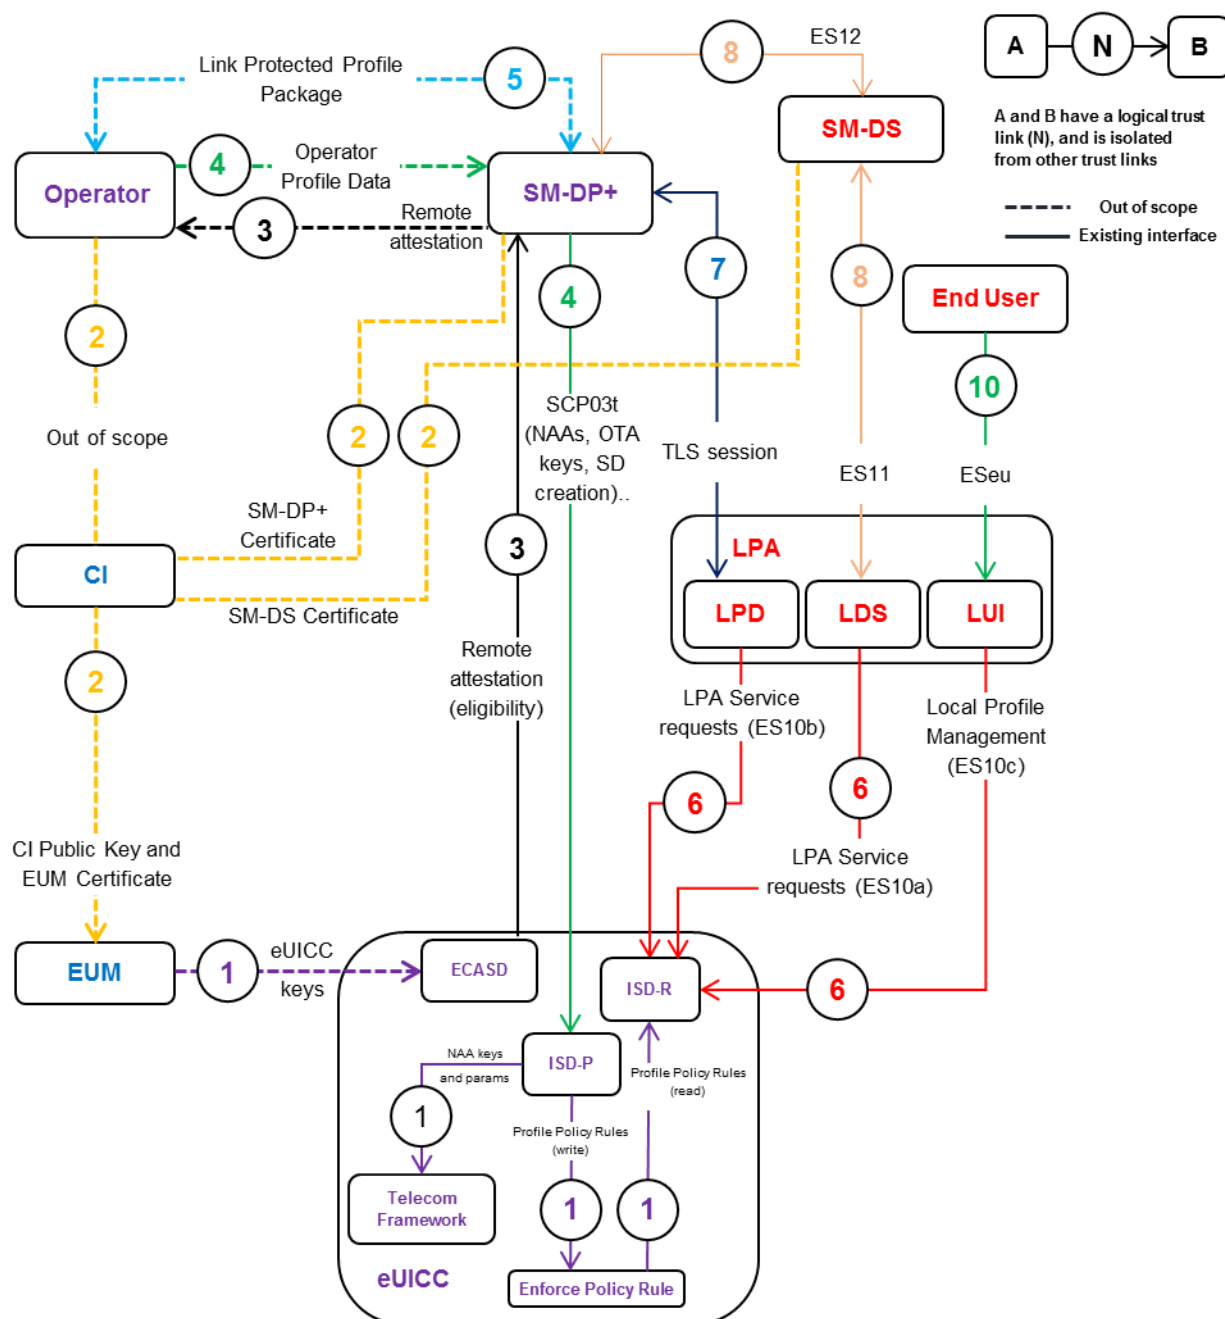 ES12
8
A
N
B
Link Protected Profile
Package
5
SM-DS
A and B have a logical trust
link (N), and is isolated
from other trust links
4
Operator
Profile Data
Operator
SM-DP+
Out of scope
Existing interface
3
Remote
attestation
7
8
End User
4
2
10
2
2
SCP03t
(NAAs, OTA
keys, SD
creation)..
Out of scope
TLS session
ES11
ESeu
SM-DP+
Certificate
3
LPA
CI
SM-DS Certificate
LPD
LDS
LUI
2
Remote
attestation
(eligibility)
LPA Service
requests (ES10b)
Local Profile
Management
(ES10c)
6
6
CI Public Key and
EUM Certificate
LPA Service
requests (ES10a)
EUM
1
eUICC
keys
ECASD
ISD-R
6
NAA keys
and params
ISD-P
Profile Policy Rules
(read)
1
Profile Policy Rules
(write)
Telecom
Framework
1
1
eUICC
Enforce Policy Rule